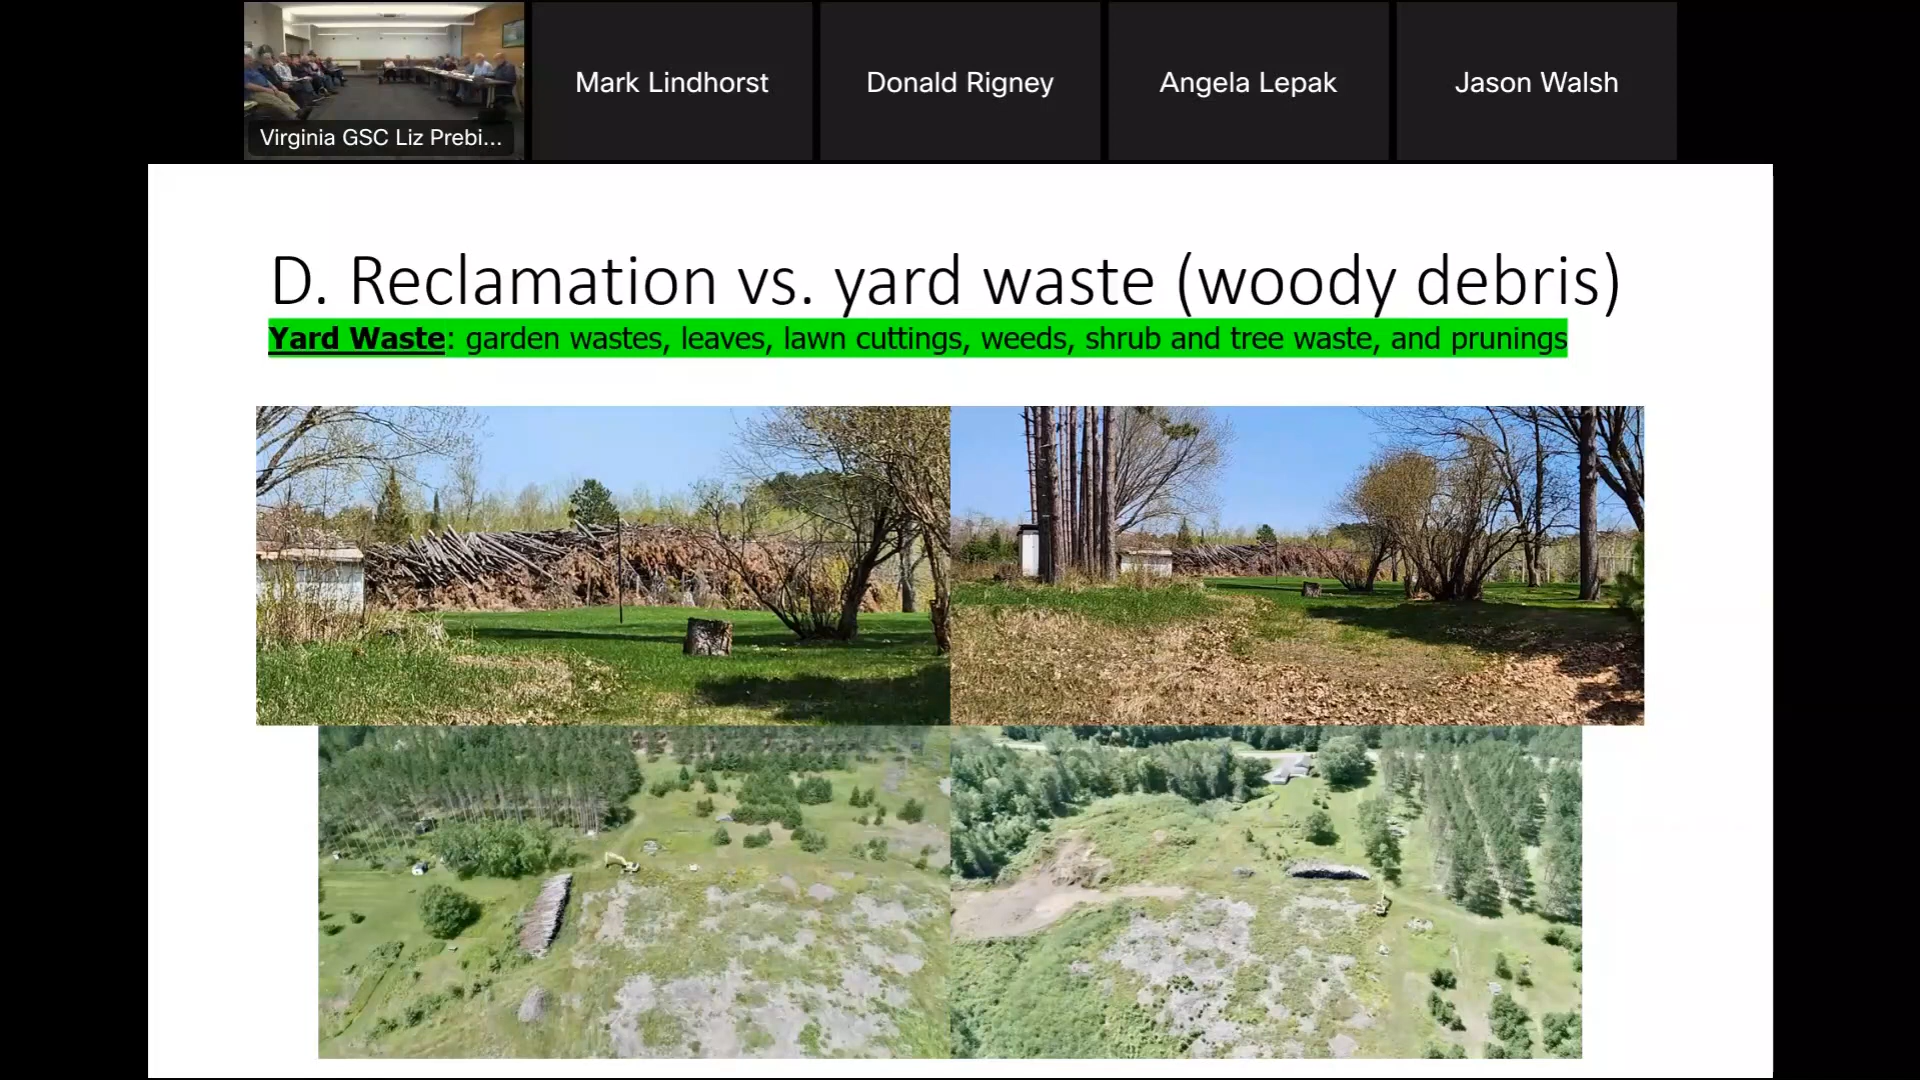 Virginia GSC Liz Prebi...
Mark Lindhorst
Donald Rigney
Angela Lepak
Jason Walsh
D. Reclamation vs. yard waste (woody debris)
Yard Waste: garden wastes, leaves, lawn cuttings, weeds, shrub and tree waste, and prunings